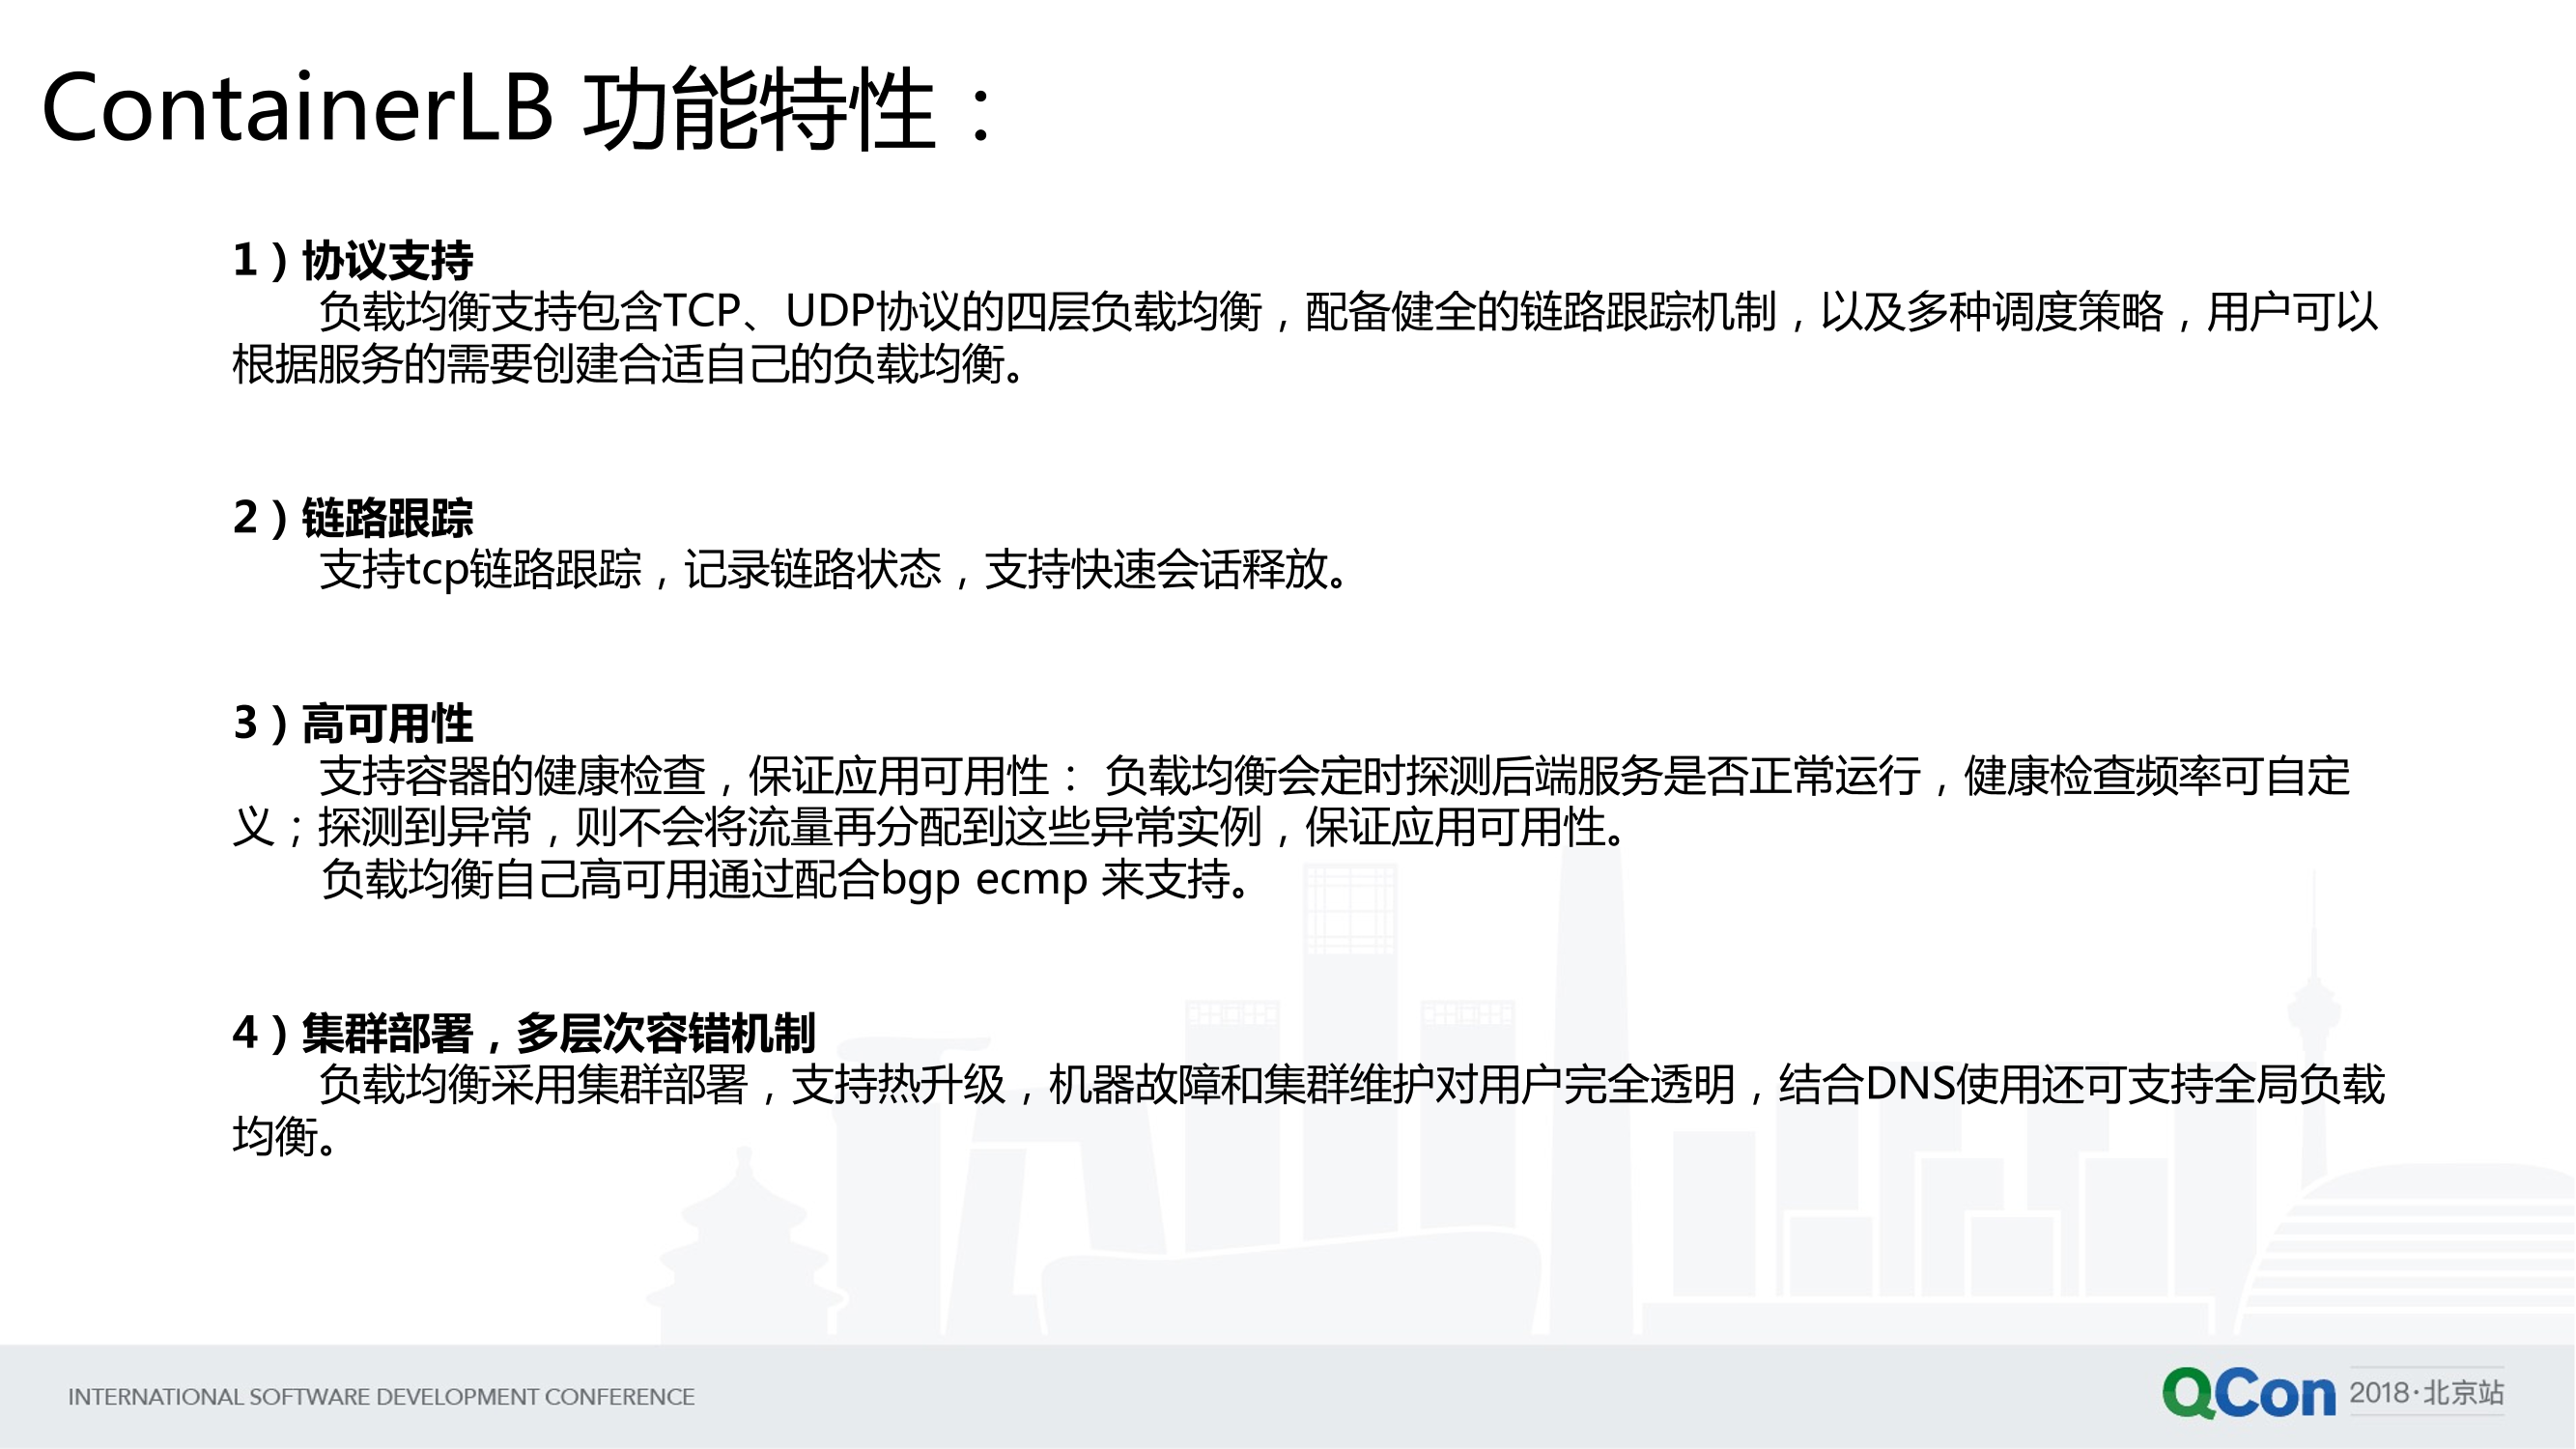 ContainerLB 功能特性：
1）协议支持
负载均衡支持包含TCP、UDP协议的四层负载均衡，配备健全的链路跟踪机制，以及多种调度策略，用户可以
根据服务的需要创建合适自己的负载均衡。
2）链路跟踪
支持tcp链路跟踪，记录链路状态，支持快速会话释放。
3）高可用性
支持容器的健康检查，保证应用可用性： 负载均衡会定时探测后端服务是否正常运行，健康检查频率可自定
义；探测到异常，则不会将流量再分配到这些异常实例，保证应用可用性。
负载均衡自己高可用通过配合bgp ecmp 来支持。
4）集群部署，多层次容错机制
负载均衡采用集群部署，支持热升级，机器故障和集群维护对用户完全透明，结合DNS使用还可支持全局负载
均衡。
INTERNATIONAL SOFTWARE DEVELOPMENT CONFERENCE
QCon 2018·北京站